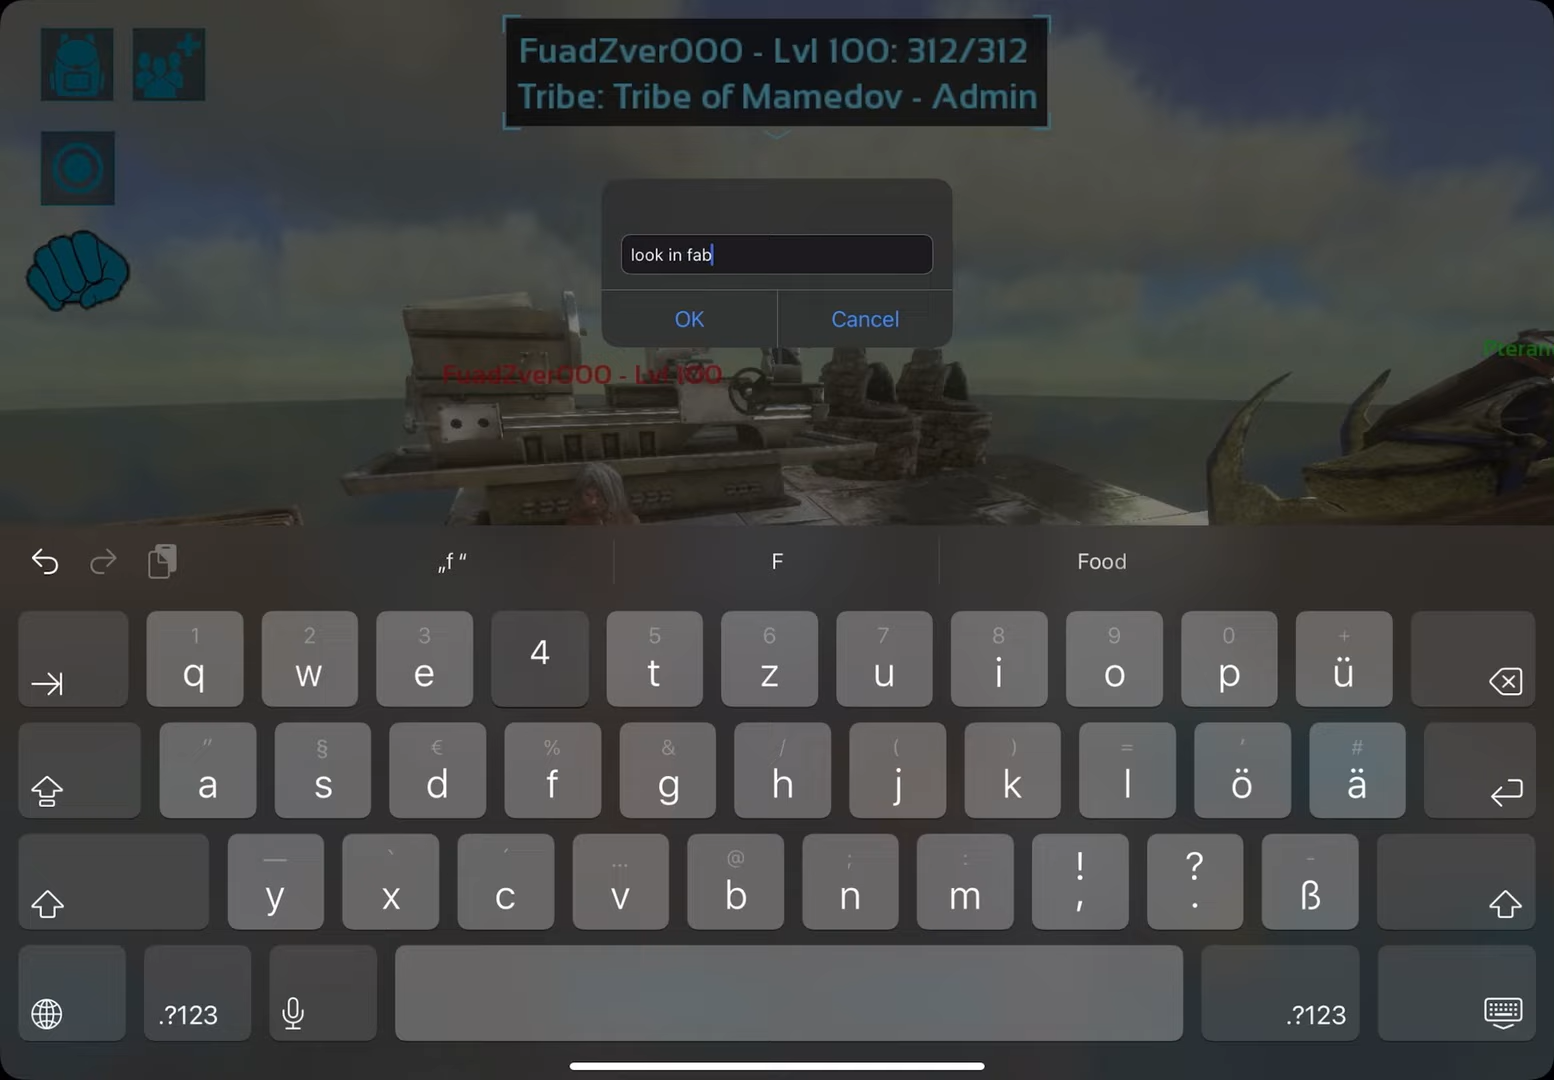 FuadZver000 - Lvl 100: 312/312
Tribe: Tribe of Mamedov - Admin
look in fab
OK Cancel
Pteran
FuadZver000 - Lvl 100
„f“ F Food
1 2 3 4 5 6 7 8 9 0 +
q w e t z u i o p ü
" § € % & / ( ) = ' #
a s d f g h j k l ö ä
— ` ´ ... @ ; : ! ? -
y x c v b n m , . ß
.?123 .?123